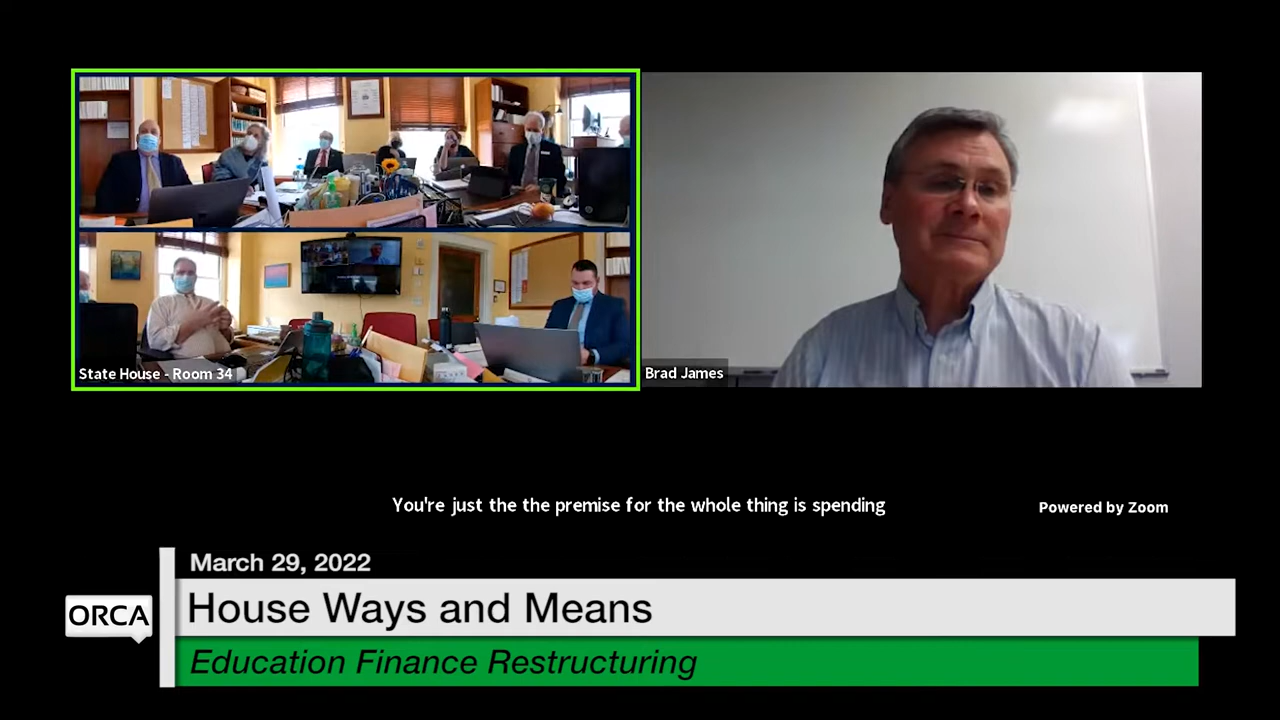 State House - Room 34
Brad James
You're just the the premise for the whole thing is spending
Powered by Zoom
March 29, 2022
ORCA
House Ways and Means
Education Finance Restructuring